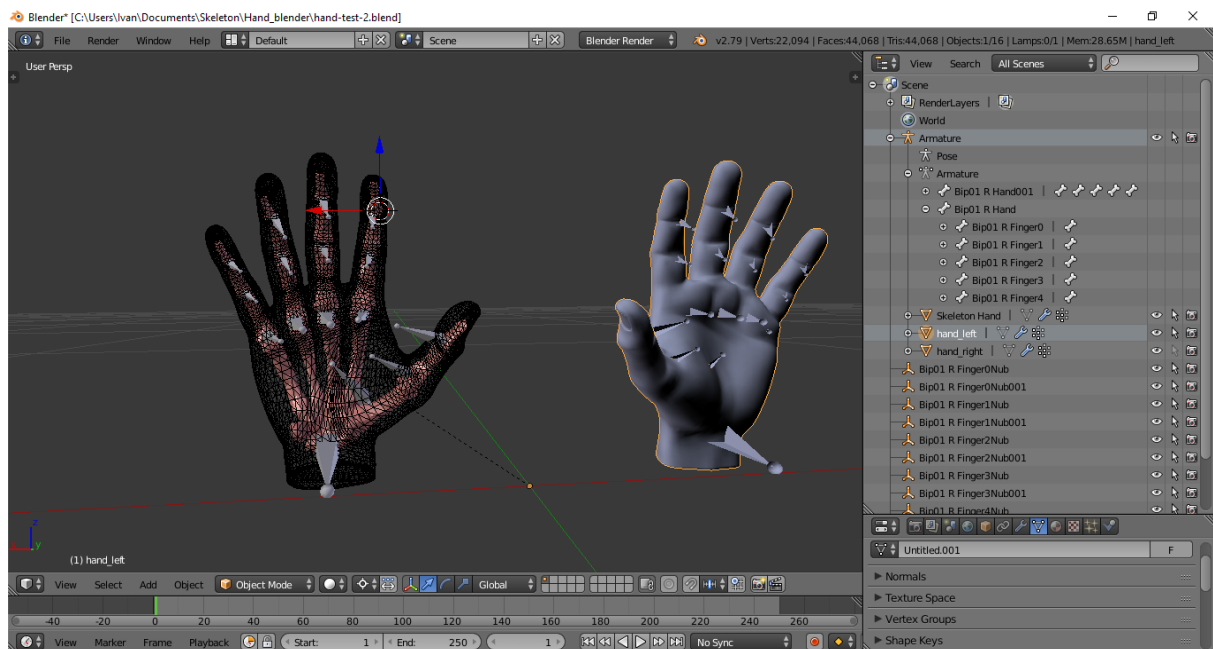 Blender* [C:\Users\Ivan\Documents\Skeleton\Hand_blender\hand-test-2.blend]
File Render Window Help Default Scene Blender Render v2.79 | Verts:22,094 | Faces:44,068 | Tris:44,068 | Objects:1/16 | Lamps:0/1 | Mem:28.65M | hand_left
User Persp
z
y
(1) hand_left
View Select Add Object Object Mode Global
-40 -20 0 20 40 60 80 100 120 140 160 180 200 220 240 260
View Marker Frame Playback Start: 1 End: 250 1 No Sync
View Search All Scenes
Scene
RenderLayers |
World
Armature
Pose
Armature
Bip01 R Hand001 |
Bip01 R Hand
Bip01 R Finger0 |
Bip01 R Finger1 |
Bip01 R Finger2 |
Bip01 R Finger3 |
Bip01 R Finger4 |
Skeleton Hand |
hand_left |
hand_right |
Bip01 R Finger0Nub
Bip01 R Finger0Nub001
Bip01 R Finger1Nub
Bip01 R Finger1Nub001
Bip01 R Finger2Nub
Bip01 R Finger2Nub001
Bip01 R Finger3Nub
Bip01 R Finger3Nub001
Bip01 R Finger4Nub
Untitled.001 F
Normals
Texture Space
Vertex Groups
Shape Keys